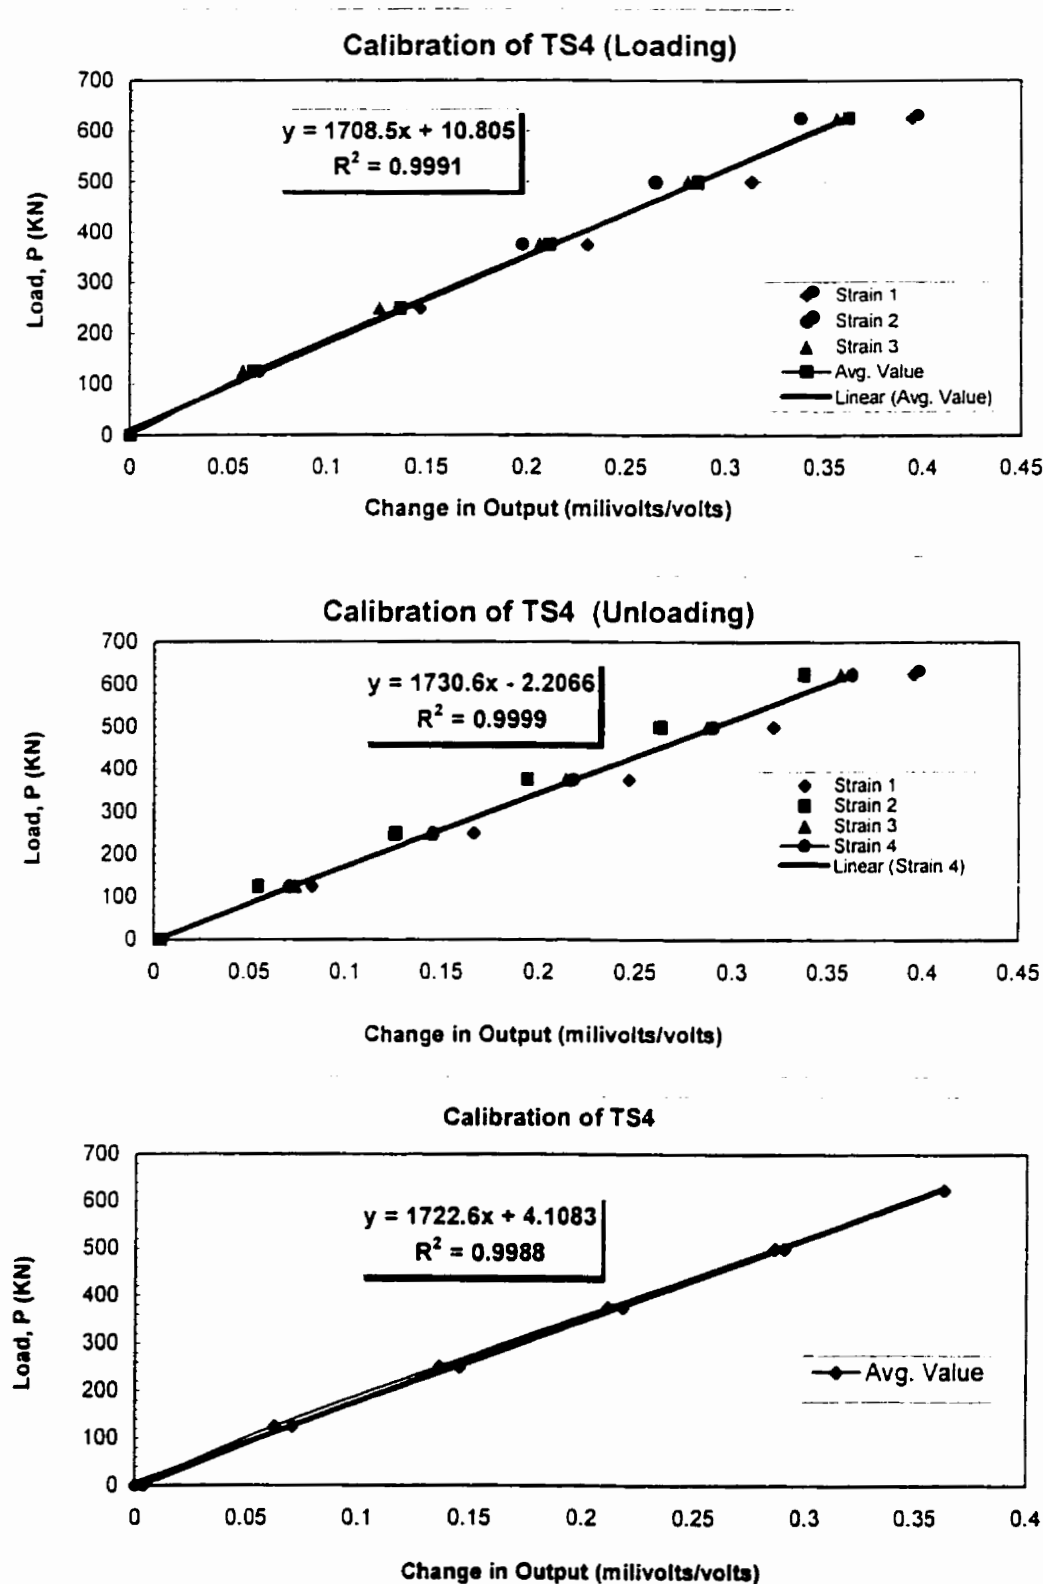 Calibration of TS4 (Loading)
700
600
500
400
300
200
100
0
Load, P (KN)
y = 1708.5x + 10.805
R² = 0.9991
Strain 1
Strain 2
Strain 3
Avg. Value
Linear (Avg. Value)
0 0.05 0.1 0.15 0.2 0.25 0.3 0.35 0.4 0.45
Change in Output (milivolts/volts)
Calibration of TS4 (Unloading)
700
600
500
400
300
200
100
0
Load, P (KN)
y = 1730.6x - 2.2066
R² = 0.9999
Strain 1
Strain 2
Strain 3
Strain 4
Linear (Strain 4)
0 0.05 0.1 0.15 0.2 0.25 0.3 0.35 0.4 0.45
Change in Output (milivolts/volts)
Calibration of TS4
700
600
500
400
300
200
100
0
Load, P (KN)
y = 1722.6x + 4.1083
R² = 0.9988
Avg. Value
0 0.05 0.1 0.15 0.2 0.25 0.3 0.35 0.4
Change in Output (milivolts/volts)